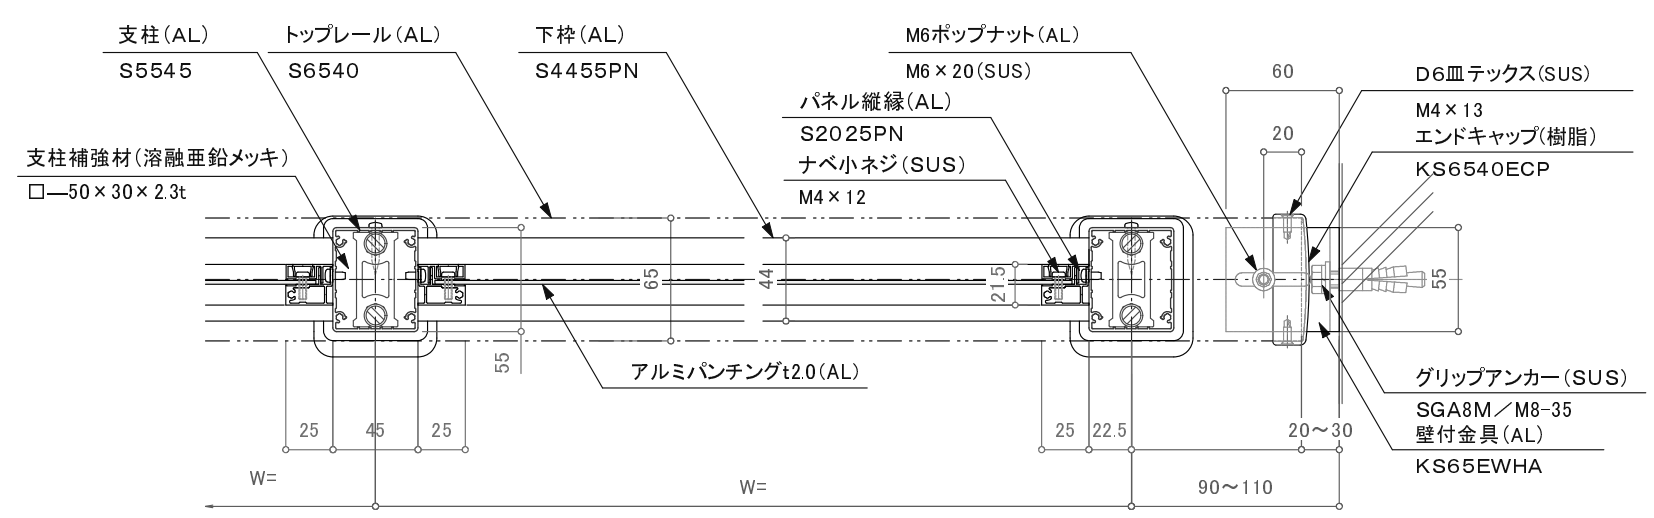 支柱(AL)
S5545
トップレール(AL)
S6540
下枠(AL)
S4455PN
M6ポップナット(AL)
M6×20(SUS)
パネル縦縁(AL)
S2025PN
ナベ小ネジ(SUS)
M4×12
60
20
D6皿テックス(SUS)
M4×13
エンドキャップ(樹脂)
KS6540ECP
支柱補強材(溶融亜鉛メッキ)
□—50×30×2.3t
65
44
21.5
55
55
アルミパンチングt2.0(AL)
グリップアンカー(SUS)
SGA8M／M8-35
壁付金具(AL)
KS65EWHA
25
45
25
25
22.5
20～30
W=
W=
90～110